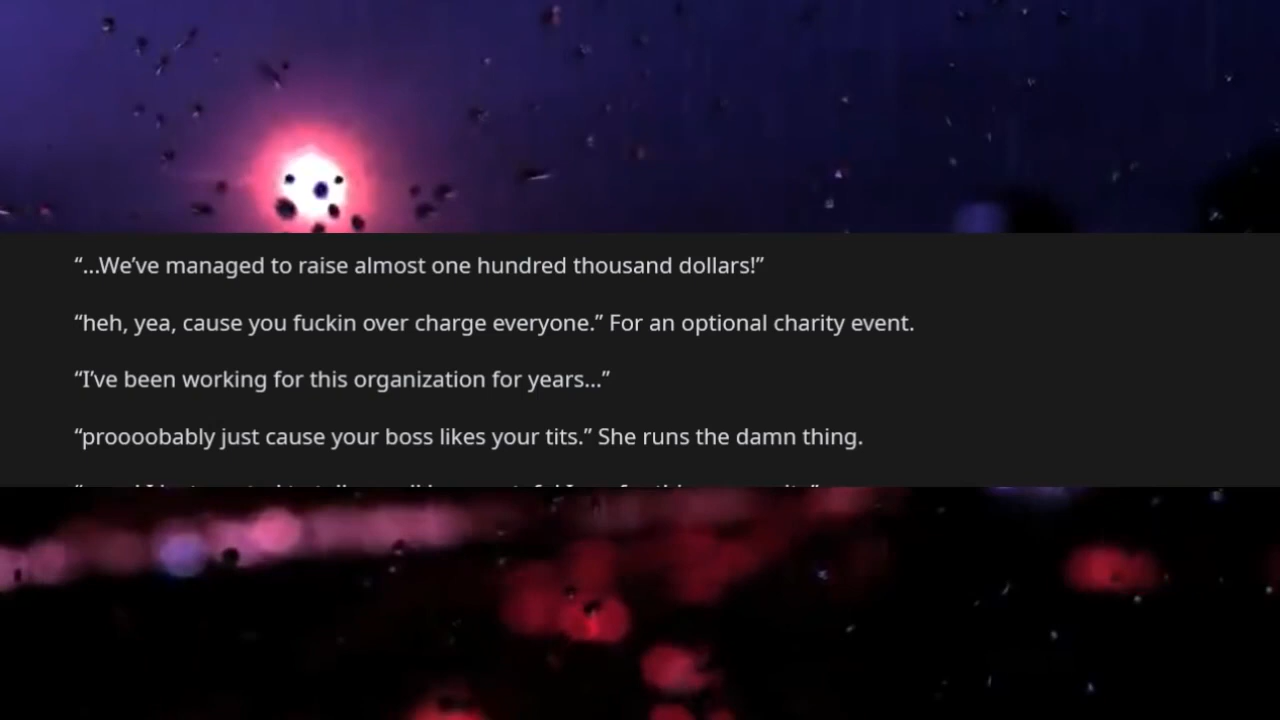 “...We’ve managed to raise almost one hundred thousand dollars!”
“heh, yea, cause you fuckin over charge everyone.” For an optional charity event.
“I’ve been working for this organization for years...”
“proooobably just cause your boss likes your tits.” She runs the damn thing.